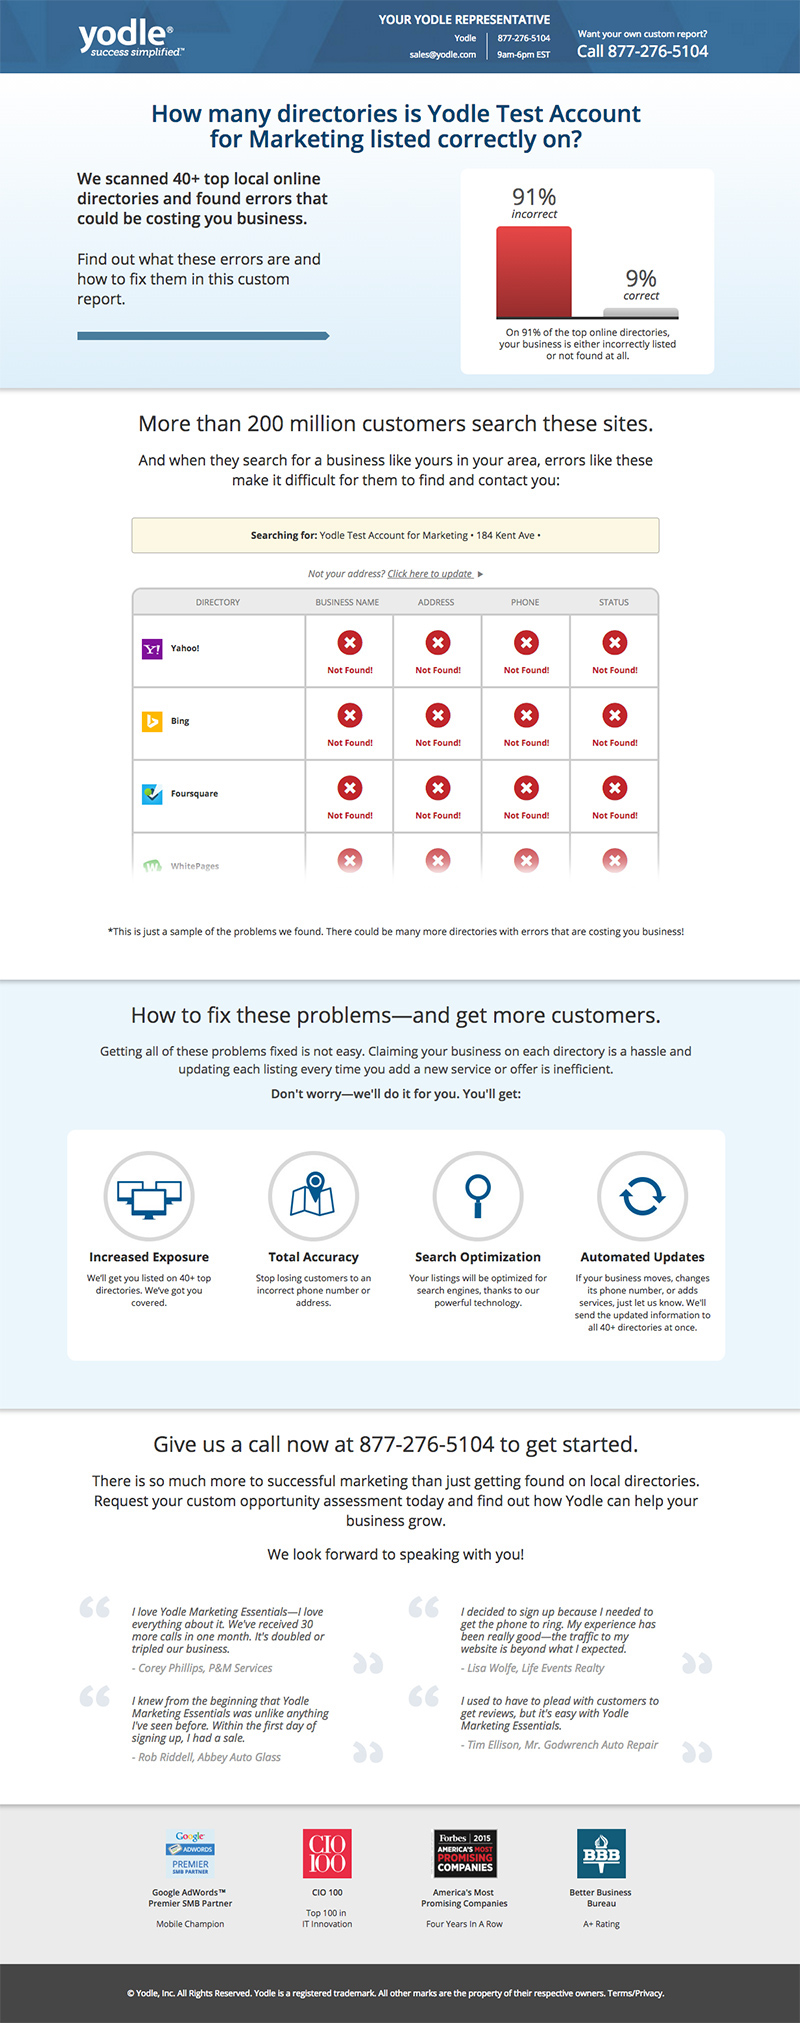 yodle®
success simplified™
YOUR YODLE REPRESENTATIVE
Yodle
877-276-5104
sales@yodle.com
9am-6pm EST
Want your own custom report?
Call 877-276-5104
How many directories is Yodle Test Account
for Marketing listed correctly on?
We scanned 40+ top local online
directories and found errors that
could be costing you business.
Find out what these errors are and
how to fix them in this custom
report.
91%
incorrect
9%
correct
On 91% of the top online directories,
your business is either incorrectly listed
or not found at all.
More than 200 million customers search these sites.
And when they search for a business like yours in your area, errors like these
make it difficult for them to find and contact you:
Searching for: Yodle Test Account for Marketing • 184 Kent Ave •
Not your address? Click here to update ▶
DIRECTORY BUSINESS NAME ADDRESS PHONE STATUS
Y!
Yahoo!
Not Found! Not Found! Not Found! Not Found!
Bing
Not Found! Not Found! Not Found! Not Found!
Foursquare
Not Found! Not Found! Not Found! Not Found!
WhitePages
*This is just a sample of the problems we found. There could be many more directories with errors that are costing you business!
How to fix these problems—and get more customers.
Getting all of these problems fixed is not easy. Claiming your business on each directory is a hassle and
updating each listing every time you add a new service or offer is inefficient.
Don't worry—we'll do it for you. You'll get:
Increased Exposure
We'll get you listed on 40+ top
directories. We've got you
covered.
Total Accuracy
Stop losing customers to an
incorrect phone number or
address.
Search Optimization
Your listings will be optimized for
search engines, thanks to our
powerful technology.
Automated Updates
If your business moves, changes
its phone number, or adds
services, just let us know. We'll
send the updated information to
all 40+ directories at once.
Give us a call now at 877-276-5104 to get started.
There is so much more to successful marketing than just getting found on local directories.
Request your custom opportunity assessment today and find out how Yodle can help your
business grow.
We look forward to speaking with you!
“ I love Yodle Marketing Essentials—I love
everything about it. We've received 30
more calls in one month. It's doubled or
tripled our business. ”
- Corey Phillips, P&M Services
“ I decided to sign up because I needed to
get the phone to ring. My experience has
been really good—the traffic to my
website is beyond what I expected. ”
- Lisa Wolfe, Life Events Realty
“ I knew from the beginning that Yodle
Marketing Essentials was unlike anything
I've seen before. Within the first day of
signing up, I had a sale. ”
- Rob Riddell, Abbey Auto Glass
“ I used to have to plead with customers to
get reviews, but it's easy with Yodle
Marketing Essentials. ”
- Tim Ellison, Mr. Godwrench Auto Repair
Google
ADWORDS
PREMIER
SMB PARTNER
Google AdWords™
Premier SMB Partner
Mobile Champion
CIO
100
CIO 100
Top 100 in
IT Innovation
Forbes | 2015
AMERICA'S MOST
PROMISING
COMPANIES
America's Most
Promising Companies
Four Years In A Row
BBB
Better Business
Bureau
A+ Rating
© Yodle, Inc. All Rights Reserved. Yodle is a registered trademark. All other marks are the property of their respective owners. Terms/Privacy.